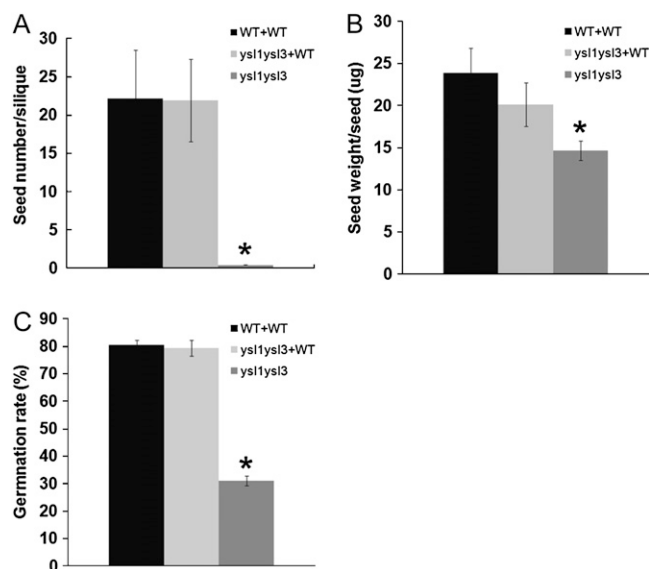 A
WT+WT
ysl1ysl3+WT
ysl1ysl3
Seed number/silique
30
25
20
15
10
5
0
*
B
WT+WT
ysl1ysl3+WT
ysl1ysl3
Seed weight/seed (ug)
30
25
20
15
10
5
0
*
C
WT+WT
ysl1ysl3+WT
ysl1ysl3
Germnation rate (%)
90
80
70
60
50
40
30
20
10
0
*